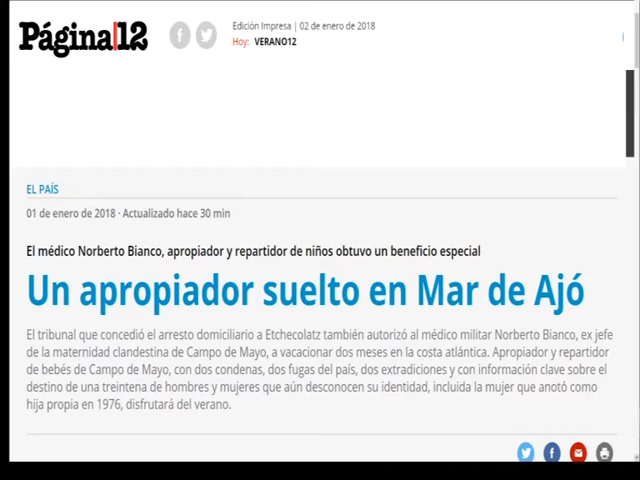 Página|12
Edición Impresa | 02 de enero de 2018
Hoy: VERANO12
EL PAÍS
01 de enero de 2018 · Actualizado hace 30 min
El médico Norberto Bianco, apropiador y repartidor de niños obtuvo un beneficio especial
Un apropiador suelto en Mar de Ajó
El tribunal que concedió el arresto domiciliario a Etchecolatz también autorizó al médico militar Norberto Bianco, ex jefe
de la maternidad clandestina de Campo de Mayo, a vacacionar dos meses en la costa atlántica. Apropiador y repartidor
de bebés de Campo de Mayo, con dos condenas, dos fugas del país, dos extradiciones y con información clave sobre el
destino de una treintena de hombres y mujeres que aún desconocen su identidad, incluida la mujer que anotó como
hija propia en 1976, disfrutará del verano.